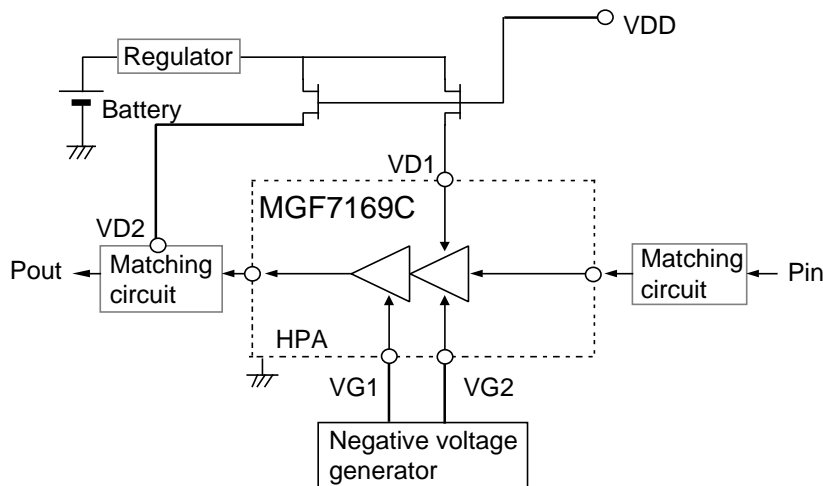 VDD
Regulator
Battery
VD1
MGF7169C
VD2
Pout
Matching
circuit
Matching
circuit
Pin
HPA
VG1
VG2
Negative voltage
generator